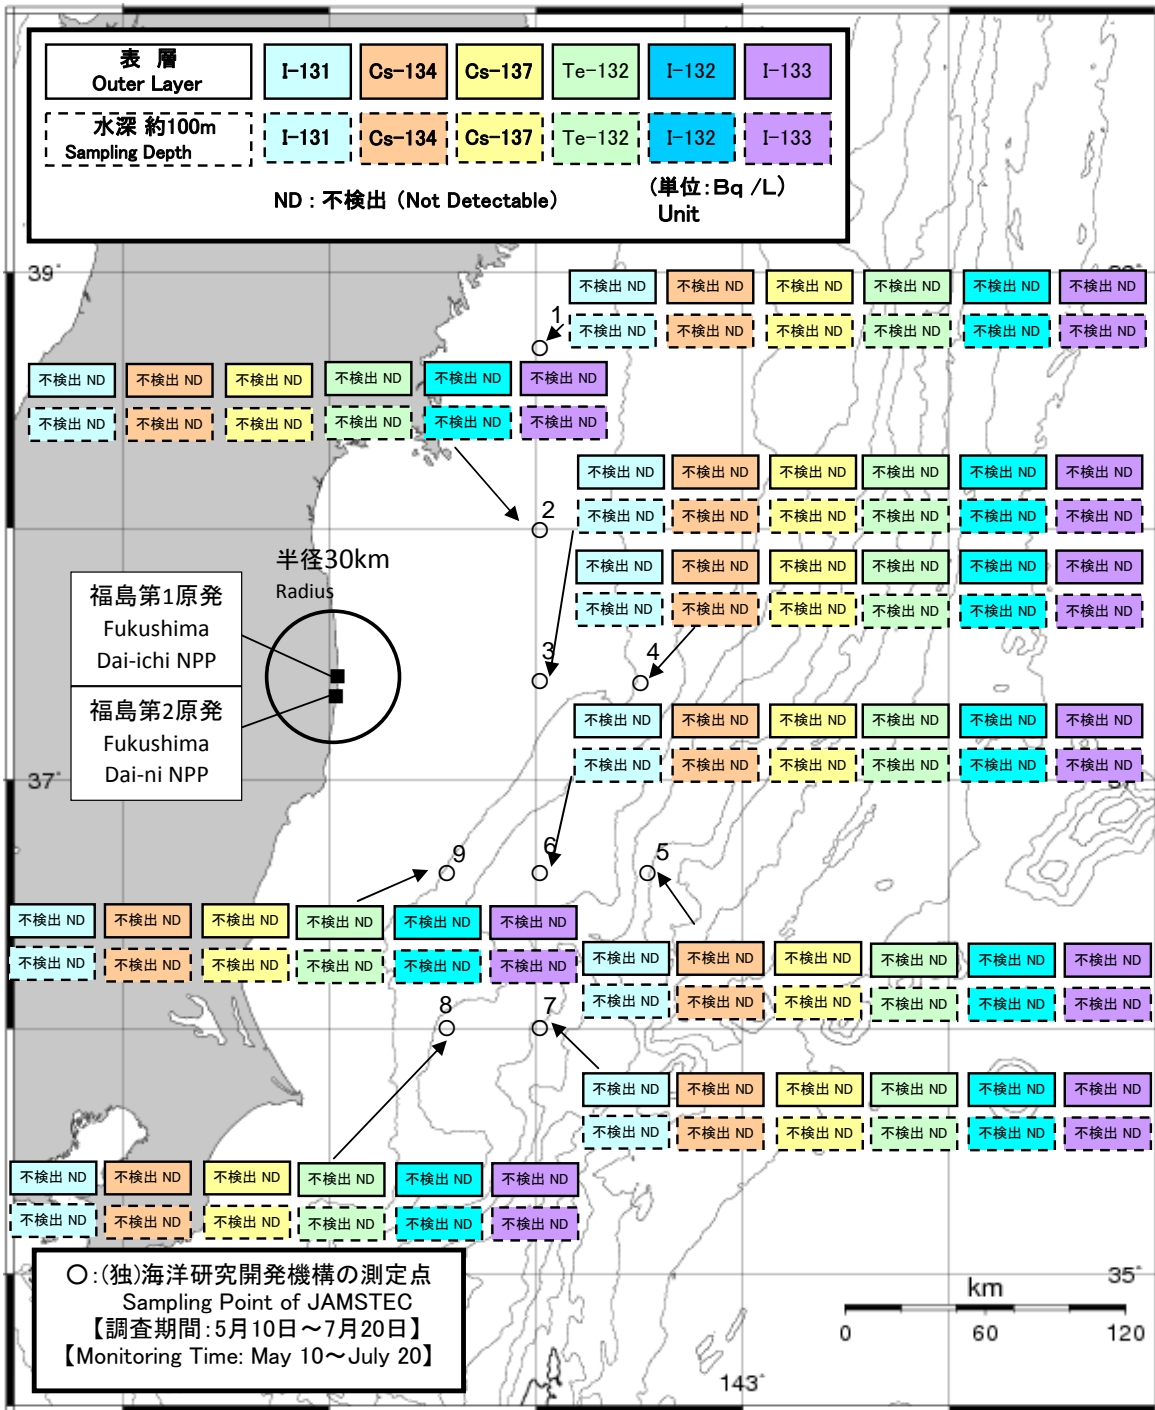 表 層
Outer Layer
I-131 Cs-134 Cs-137 Te-132 I-132 I-133
水深 約100m
Sampling Depth
I-131 Cs-134 Cs-137 Te-132 I-132 I-133
ND : 不検出 (Not Detectable)
(単位:Bq /L)
Unit
39°
不検出 ND 不検出 ND 不検出 ND 不検出 ND 不検出 ND 不検出 ND
1
不検出 ND 不検出 ND 不検出 ND 不検出 ND 不検出 ND 不検出 ND
不検出 ND 不検出 ND 不検出 ND 不検出 ND 不検出 ND 不検出 ND
不検出 ND 不検出 ND 不検出 ND 不検出 ND 不検出 ND 不検出 ND
2
不検出 ND 不検出 ND 不検出 ND 不検出 ND 不検出 ND 不検出 ND
不検出 ND 不検出 ND 不検出 ND 不検出 ND 不検出 ND 不検出 ND
不検出 ND 不検出 ND 不検出 ND 不検出 ND 不検出 ND 不検出 ND
不検出 ND 不検出 ND 不検出 ND 不検出 ND 不検出 ND 不検出 ND
半径30km
Radius
福島第1原発
Fukushima
Dai-ichi NPP
福島第2原発
Fukushima
Dai-ni NPP
3
4
不検出 ND 不検出 ND 不検出 ND 不検出 ND 不検出 ND 不検出 ND
不検出 ND 不検出 ND 不検出 ND 不検出 ND 不検出 ND 不検出 ND
37°
9
6
5
不検出 ND 不検出 ND 不検出 ND 不検出 ND 不検出 ND 不検出 ND
不検出 ND 不検出 ND 不検出 ND 不検出 ND 不検出 ND 不検出 ND
不検出 ND 不検出 ND 不検出 ND 不検出 ND 不検出 ND 不検出 ND
不検出 ND 不検出 ND 不検出 ND 不検出 ND 不検出 ND 不検出 ND
8
7
不検出 ND 不検出 ND 不検出 ND 不検出 ND 不検出 ND 不検出 ND
不検出 ND 不検出 ND 不検出 ND 不検出 ND 不検出 ND 不検出 ND
不検出 ND 不検出 ND 不検出 ND 不検出 ND 不検出 ND 不検出 ND
不検出 ND 不検出 ND 不検出 ND 不検出 ND 不検出 ND 不検出 ND
○:(独)海洋研究開発機構の測定点
Sampling Point of JAMSTEC
【調査期間:5月10日～7月20日】
【Monitoring Time: May 10～July 20】
35°
km
0 60 120
143°